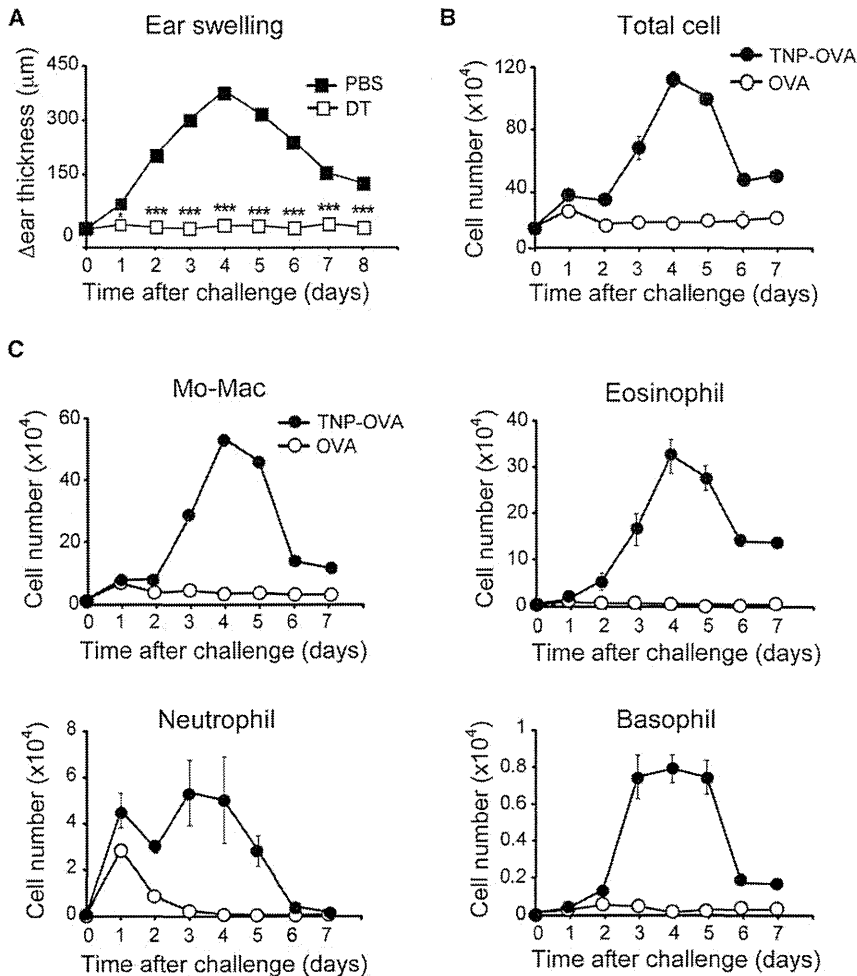 A
Ear swelling
Δear thickness (μm)
450
300
150
0
PBS
DT
* *** *** *** *** *** *** ***
0 1 2 3 4 5 6 7 8
Time after challenge (days)
B
Total cell
Cell number (x10⁴)
120
80
40
0
TNP-OVA
OVA
0 1 2 3 4 5 6 7
Time after challenge (days)
C
Mo-Mac
Cell number (x10⁴)
60
40
20
0
TNP-OVA
OVA
0 1 2 3 4 5 6 7
Time after challenge (days)
Eosinophil
Cell number (x10⁴)
40
30
20
10
0
0 1 2 3 4 5 6 7
Time after challenge (days)
Neutrophil
Cell number (x10⁴)
8
6
4
2
0
0 1 2 3 4 5 6 7
Time after challenge (days)
Basophil
Cell number (x10⁴)
1
0.8
0.6
0.4
0.2
0
0 1 2 3 4 5 6 7
Time after challenge (days)